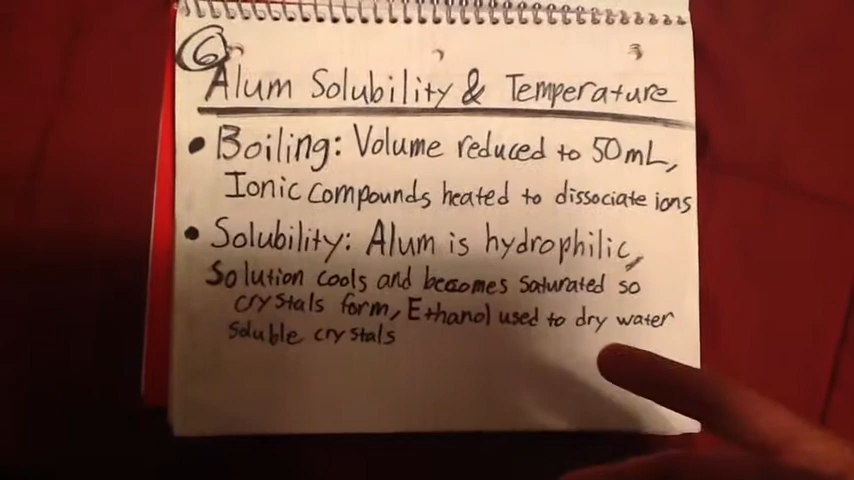 6
Alum Solubility & Temperature
• Boiling: Volume reduced to 50mL,
Ionic compounds heated to dissociate ions
• Solubility: Alum is hydrophilic,
Solution cools and becomes saturated so
crystals form, Ethanol used to dry water
soluble crystals